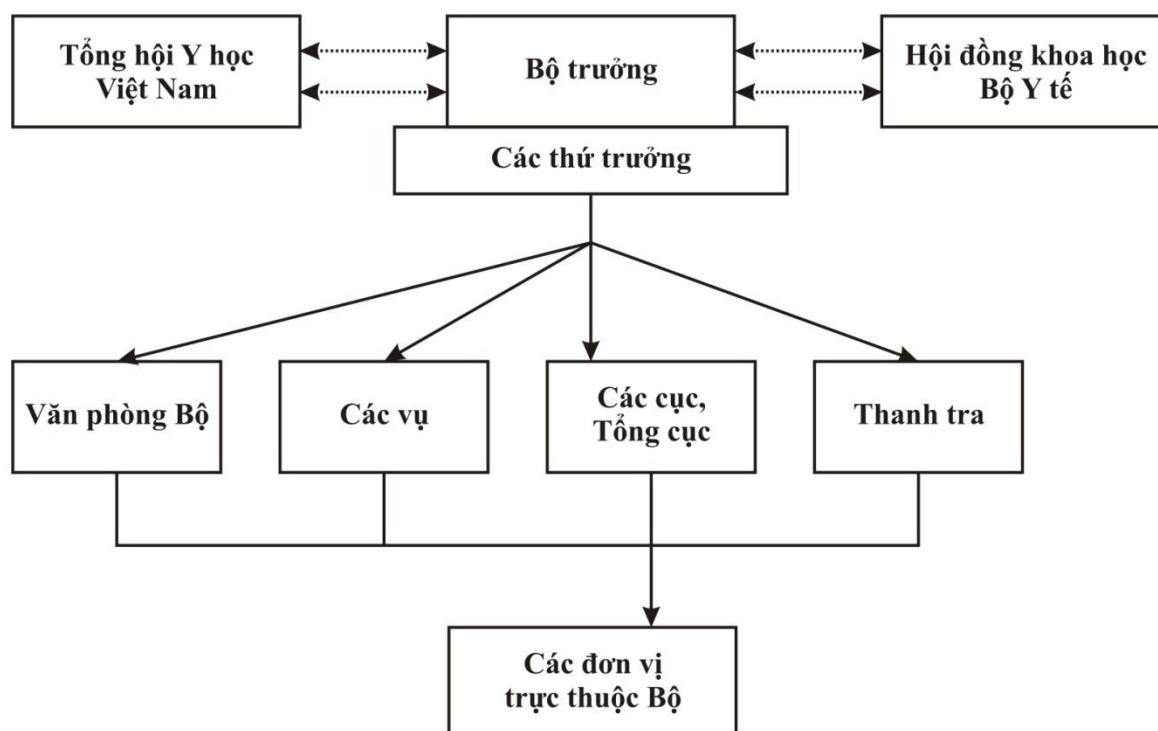 Tổng hội Y học
Việt Nam
Bộ trưởng
Hội đồng khoa học
Bộ Y tế
Các thứ trưởng
Văn phòng Bộ
Các vụ
Các cục,
Tổng cục
Thanh tra
Các đơn vị
trực thuộc Bộ